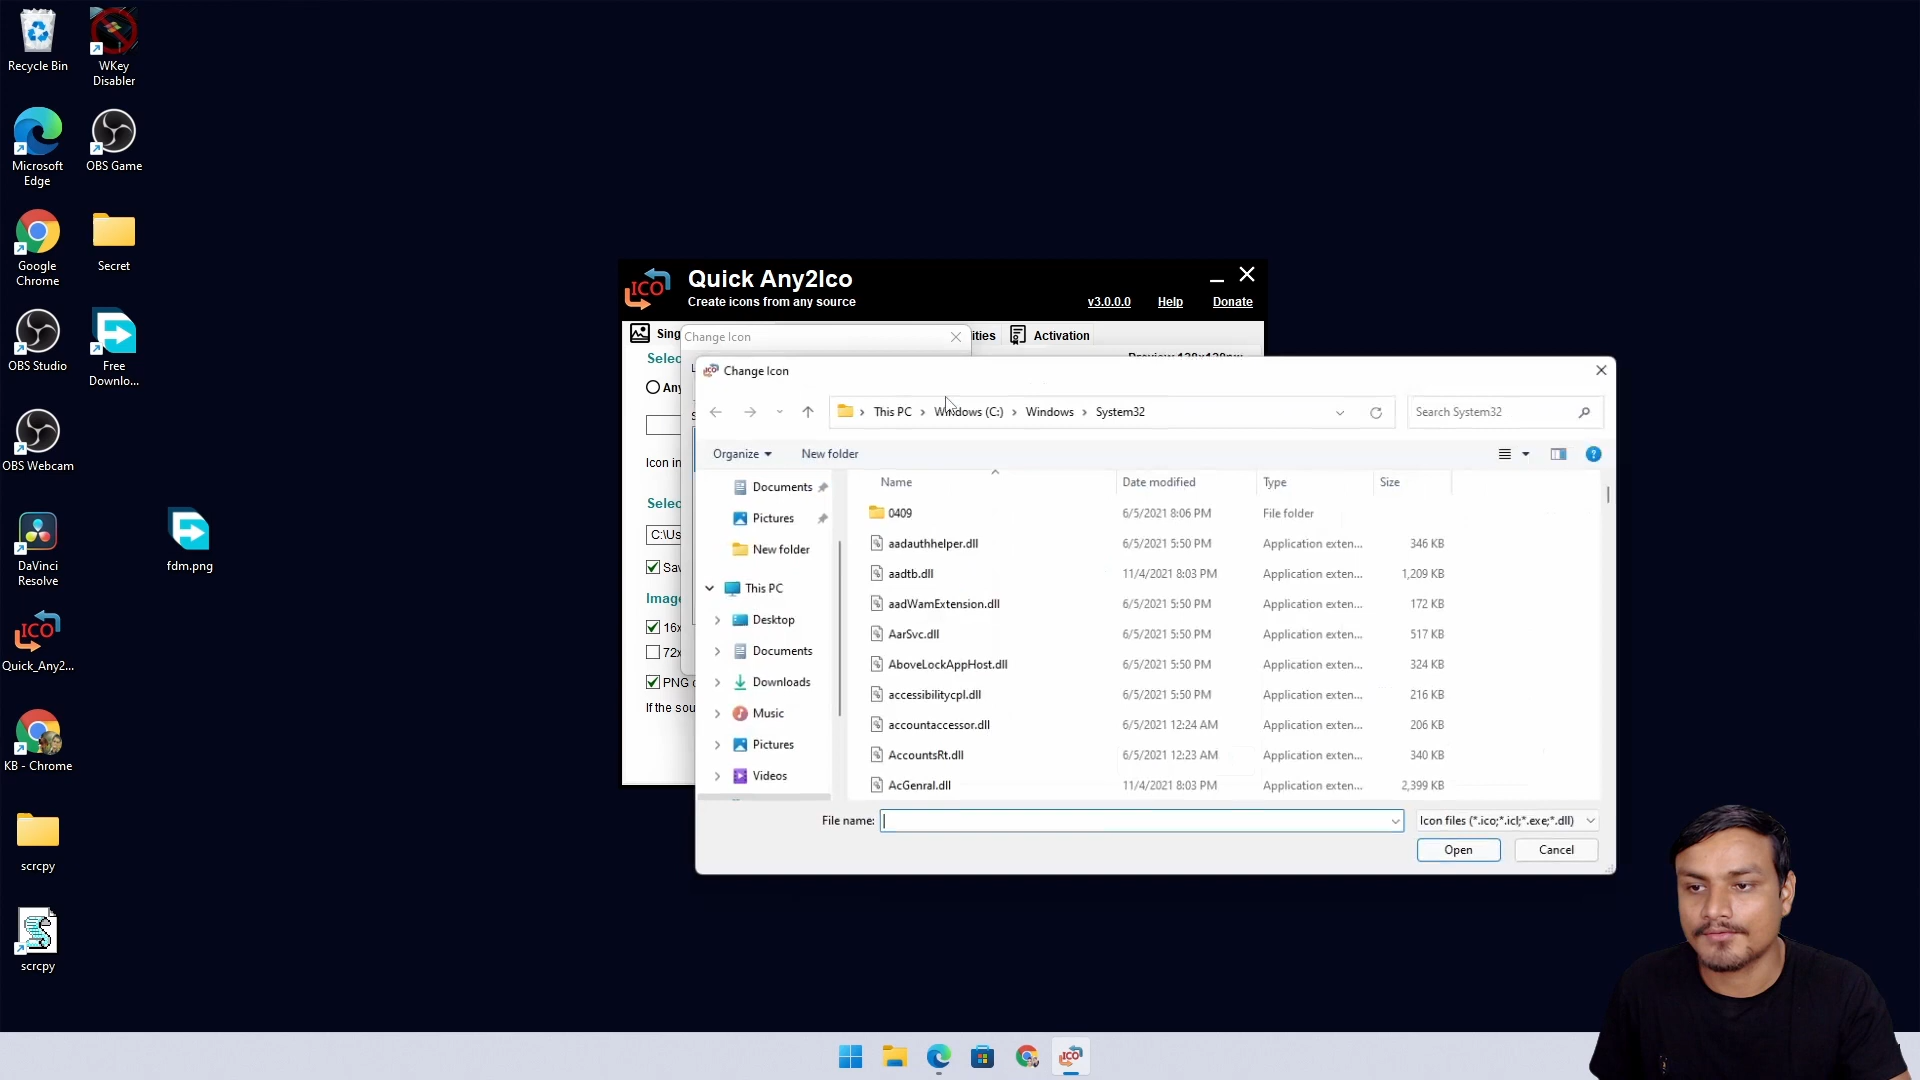 Recycle Bin
WKey
Disabler
Microsoft
Edge
OBS Game
Google
Chrome
Secret
OBS Studio
Free
Downlo...
OBS Webcam
DaVinci
Resolve
fdm.png
ICO
Quick_Any2...
KB - Chrome
scrcpy
scrcpy
ICO
Quick Any2Ico
Create icons from any source
v3.0.0.0
Help
Donate
Sing
ities
Activation
Selec
Any
Icon in
Selec
C:\Us
Sav
Imag
16x
72x
PNG c
If the sou
Change Icon
Change Icon
This PC
Windows (C:)
Windows
System32
Search System32
Organize
New folder
Documents
Pictures
New folder
This PC
Desktop
Documents
Downloads
Music
Pictures
Videos
Name Date modified Type Size
0409 6/5/2021 8:06 PM File folder
aadauthhelper.dll 6/5/2021 5:50 PM Application exten... 346 KB
aadtb.dll 11/4/2021 8:03 PM Application exten... 1,209 KB
aadWamExtension.dll 6/5/2021 5:50 PM Application exten... 172 KB
AarSvc.dll 6/5/2021 5:50 PM Application exten... 517 KB
AboveLockAppHost.dll 6/5/2021 5:50 PM Application exten... 324 KB
accessibilitycpl.dll 6/5/2021 5:50 PM Application exten... 216 KB
accountaccessor.dll 6/5/2021 12:24 AM Application exten... 206 KB
AccountsRt.dll 6/5/2021 12:23 AM Application exten... 340 KB
AcGenral.dll 11/4/2021 8:03 PM Application exten... 2,399 KB
File name:
Icon files (*.ico;*.icl;*.exe;*.dll)
Open
Cancel
ICO